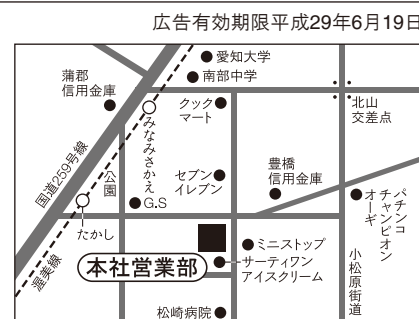 広告有効期限平成29年6月19日
愛知大学
南部中学
蒲郡
信用金庫
クック
マート
北山
交差点
みなみさかえ
国道259号線
公園
セブン
イレブン
豊橋
信用金庫
G.S
パチンコ
チャンピオン
オーギ
たかし
渥美線
本社営業部
ミニストップ
サーティワン
アイスクリーム
小松原街道
松崎病院